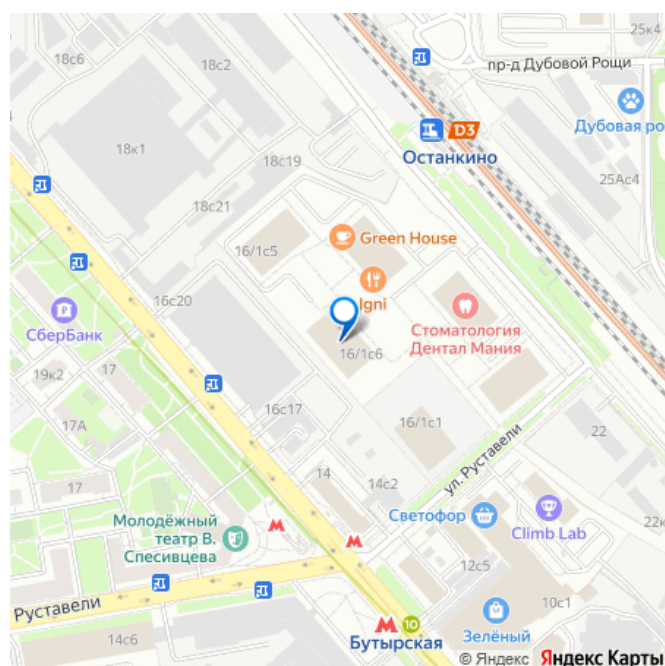 25к4
18с6
18с2
пр-д Дубовой Рощи
Дубовая ро
D3
18к1
18с19
Останкино
25Ас4
18с21
Green House
16/1с5
Igni
16с20
СберБанк
Стоматология
Дентал Мания
16/1с6
19к2
16с17
17А
16/1с1
22
ул. Руставели
14
17
14с2
Светофор
22к
Молодёжный
театр В.
Спесивцева
Climb Lab
12с5
Руставели
10с1
10
14с6
Бутырская
Зелёный
© Яндекс Яндекс Карты